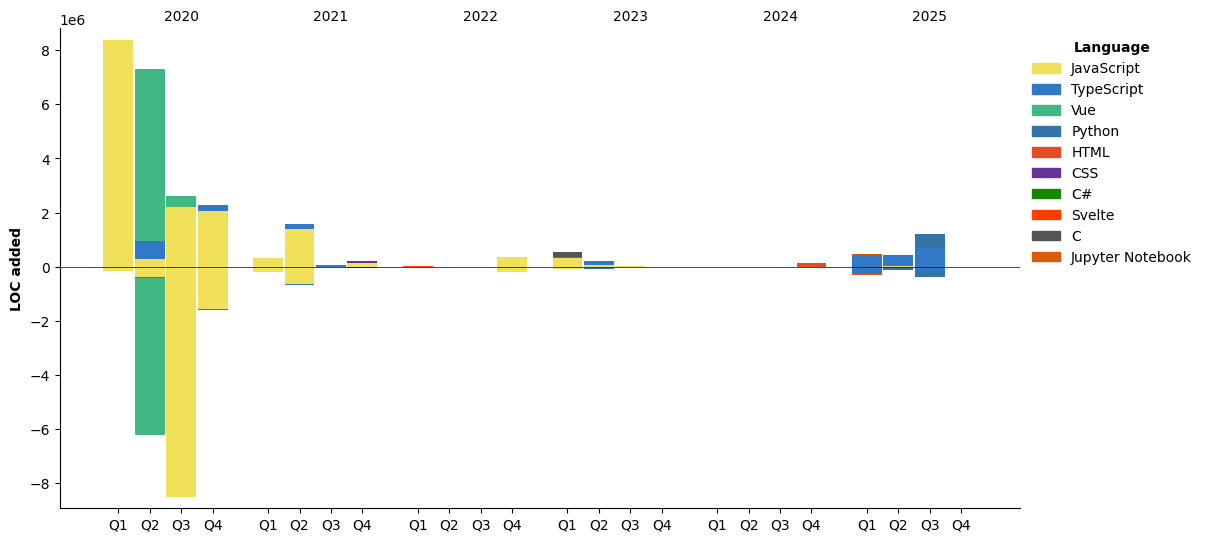 1e6
2020 2021 2022 2023 2024 2025
LOC added
8
6
4
2
0
−2
−4
−6
−8
Q1 Q2 Q3 Q4 Q1 Q2 Q3 Q4 Q1 Q2 Q3 Q4 Q1 Q2 Q3 Q4 Q1 Q2 Q3 Q4 Q1 Q2 Q3 Q4
Language
JavaScript
TypeScript
Vue
Python
HTML
CSS
C#
Svelte
C
Jupyter Notebook